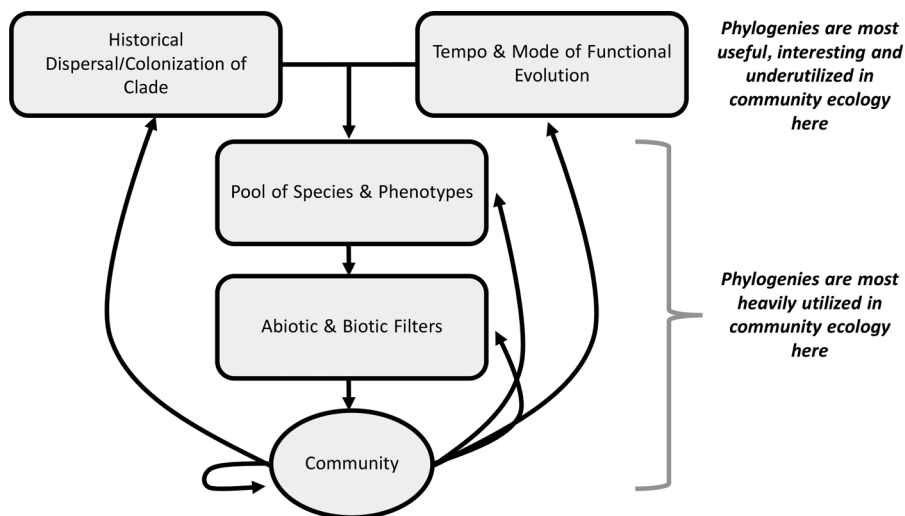 Historical
Dispersal/Colonization of
Clade
Tempo & Mode of Functional
Evolution
Phylogenies are most
useful, interesting and
underutilized in
community ecology
here
Pool of Species & Phenotypes
Abiotic & Biotic Filters
Phylogenies are most
heavily utilized in
community ecology
here
Community